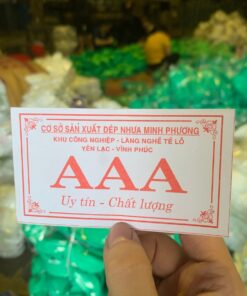 CƠ SỞ SẢN XUẤT DÉP NHỰA MINH PHƯƠNG
KHU CÔNG NGHIỆP - LÀNG NGHỀ TỀ LỖ
YÊN LẠC - VĨNH PHÚC
AAA
Uy tín - Chất lượng